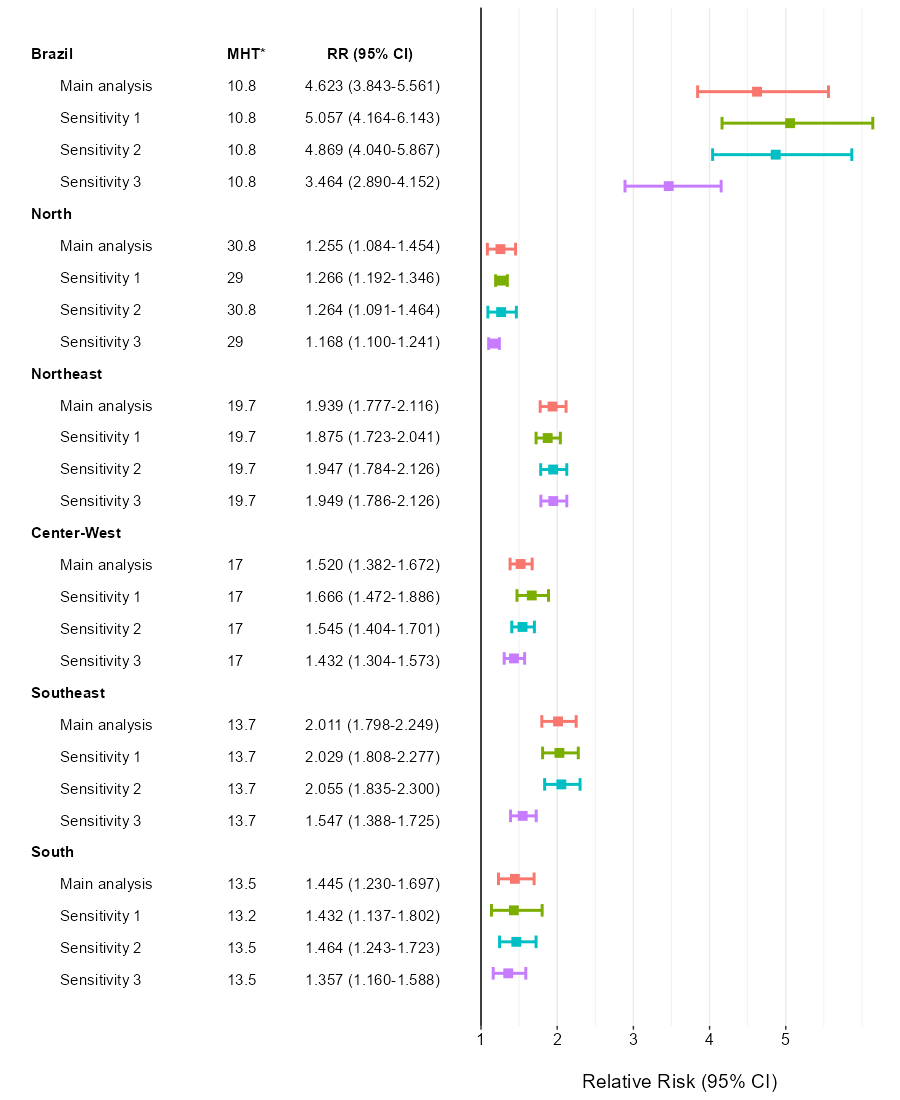 Brazil MHT* RR (95% CI)
Main analysis 10.8 4.623 (3.843-5.561)
Sensitivity 1 10.8 5.057 (4.164-6.143)
Sensitivity 2 10.8 4.869 (4.040-5.867)
Sensitivity 3 10.8 3.464 (2.890-4.152)
North
Main analysis 30.8 1.255 (1.084-1.454)
Sensitivity 1 29 1.266 (1.192-1.346)
Sensitivity 2 30.8 1.264 (1.091-1.464)
Sensitivity 3 29 1.168 (1.100-1.241)
Northeast
Main analysis 19.7 1.939 (1.777-2.116)
Sensitivity 1 19.7 1.875 (1.723-2.041)
Sensitivity 2 19.7 1.947 (1.784-2.126)
Sensitivity 3 19.7 1.949 (1.786-2.126)
Center-West
Main analysis 17 1.520 (1.382-1.672)
Sensitivity 1 17 1.666 (1.472-1.886)
Sensitivity 2 17 1.545 (1.404-1.701)
Sensitivity 3 17 1.432 (1.304-1.573)
Southeast
Main analysis 13.7 2.011 (1.798-2.249)
Sensitivity 1 13.7 2.029 (1.808-2.277)
Sensitivity 2 13.7 2.055 (1.835-2.300)
Sensitivity 3 13.7 1.547 (1.388-1.725)
South
Main analysis 13.5 1.445 (1.230-1.697)
Sensitivity 1 13.2 1.432 (1.137-1.802)
Sensitivity 2 13.5 1.464 (1.243-1.723)
Sensitivity 3 13.5 1.357 (1.160-1.588)
1 2 3 4 5
Relative Risk (95% CI)